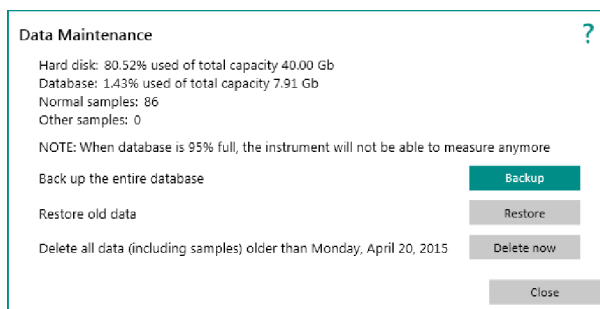 Data Maintenance
?
Hard disk: 80.52% used of total capacity 40.00 Gb
Database: 1.43% used of total capacity 7.91 Gb
Normal samples: 86
Other samples: 0
NOTE: When database is 95% full, the instrument will not be able to measure anymore
Back up the entire database
Backup
Restore old data
Restore
Delete all data (including samples) older than Monday, April 20, 2015
Delete now
Close